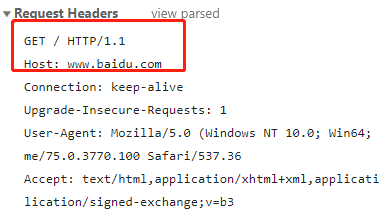 Request Headers view parsed
GET / HTTP/1.1
Host: www.baidu.com
Connection: keep-alive
Upgrade-Insecure-Requests: 1
User-Agent: Mozilla/5.0 (Windows NT 10.0; Win64;
me/75.0.3770.100 Safari/537.36
Accept: text/html,application/xhtml+xml,applicati
lication/signed-exchange;v=b3